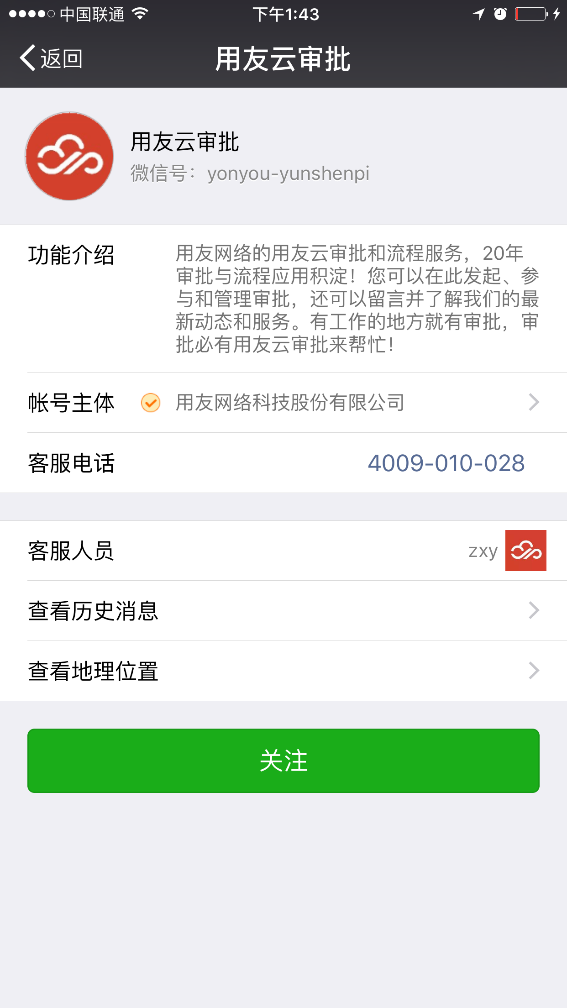 中国联通 下午1:43
返回 用友云审批
用友云审批
微信号：yonyou-yunshenpi
功能介绍 用友网络的用友云审批和流程服务，20年
审批与流程应用积淀！您可以在此发起、参
与和管理审批，还可以留言并了解我们的最
新动态和服务。有工作的地方就有审批，审
批必有用友云审批来帮忙！
帐号主体 用友网络科技股份有限公司
客服电话 4009-010-028
客服人员 zxy
查看历史消息
查看地理位置
关注